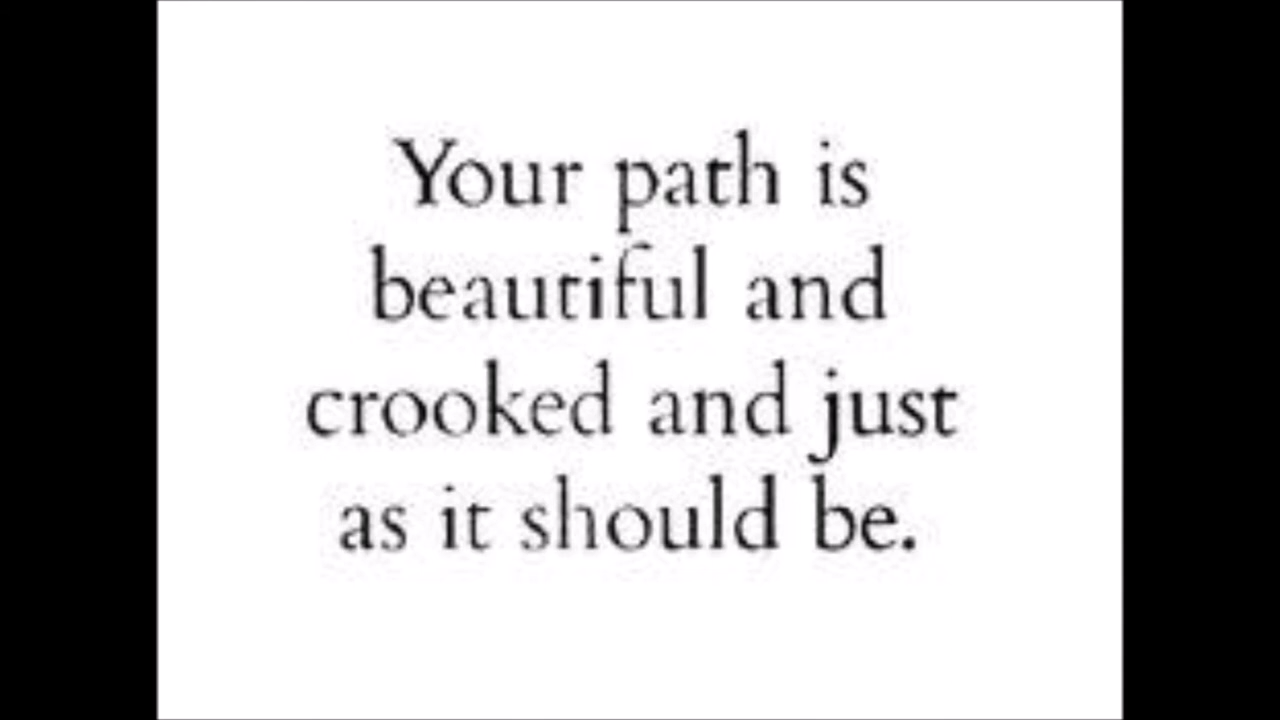 Your path is
beautiful and
crooked and just
as it should be.